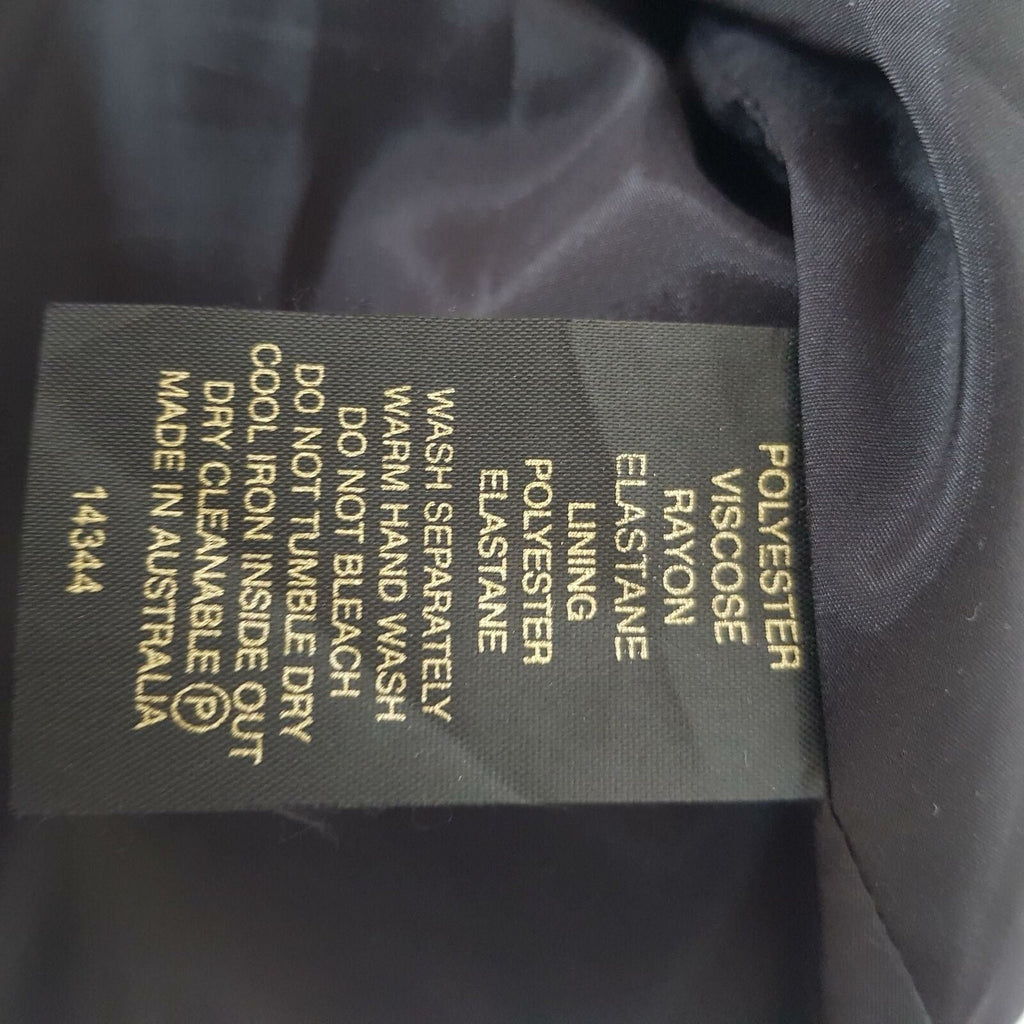 POLYESTER
VISCOSE
RAYON
ELASTANE
LINING
POLYESTER
ELASTANE
WASH SEPARATELY
WARM HAND WASH
DO NOT BLEACH
DO NOT TUMBLE DRY
COOL IRON INSIDE OUT
DRY CLEANABLE Ⓟ
MADE IN AUSTRALIA
14344